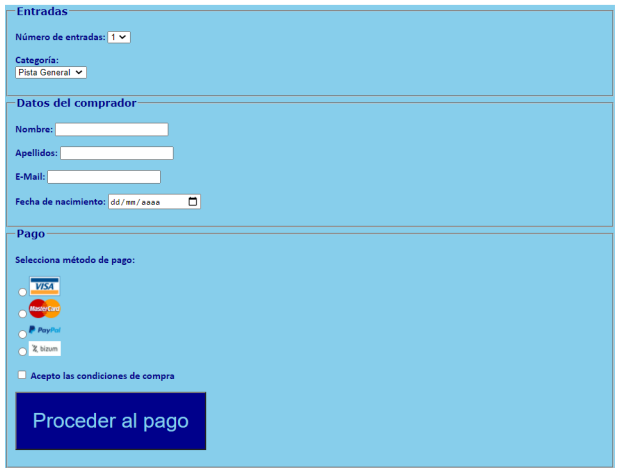 Entradas
Número de entradas: 1
Categoría:
Pista General
Datos del comprador
Nombre:
Apellidos:
E-Mail:
Fecha de nacimiento: dd/mm/aaaa
Pago
Selecciona método de pago:
VISA
MasterCard
PayPal
bizum
Acepto las condiciones de compra
Proceder al pago